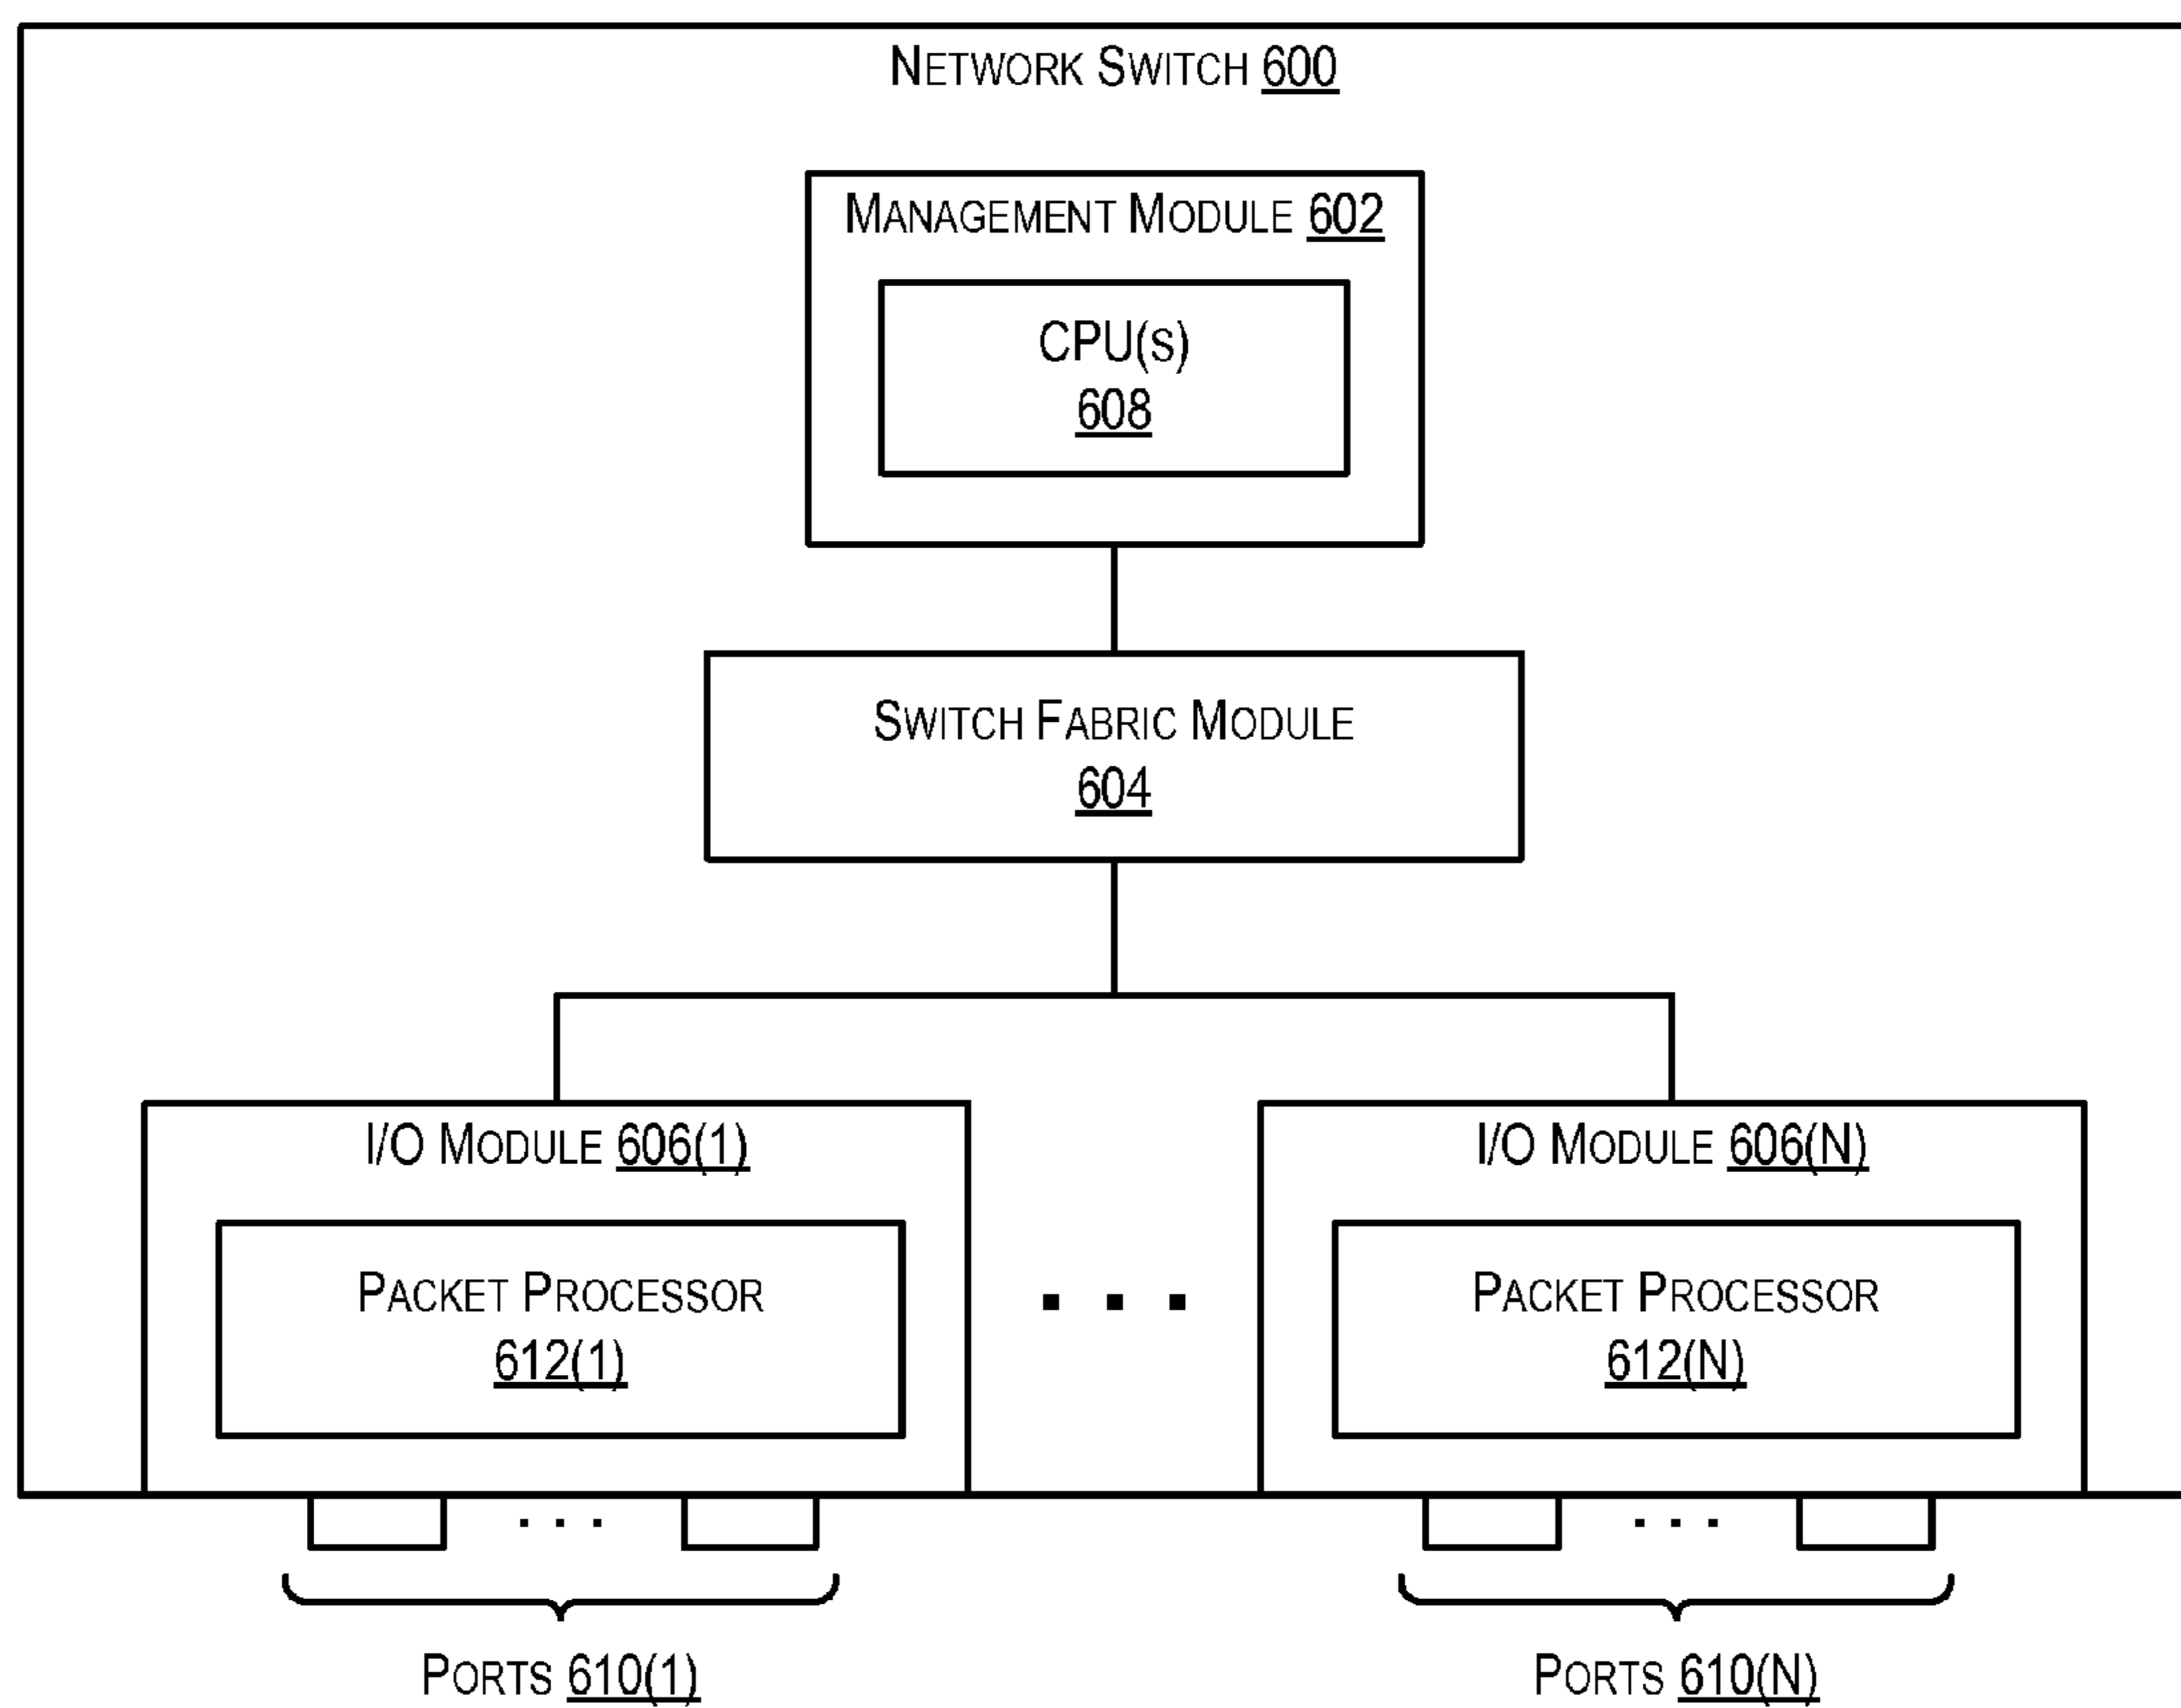 NETWORK SWITCH 600
MANAGEMENT MODULE 602
CPU(S)
608
SWITCH FABRIC MODULE
604
I/O MODULE 606(1)
I/O MODULE 606(N)
PACKET PROCESSOR
612(1)
. . .
PACKET PROCESSOR
612(N)
. . .
. . .
PORTS 610(1)
PORTS 610(N)